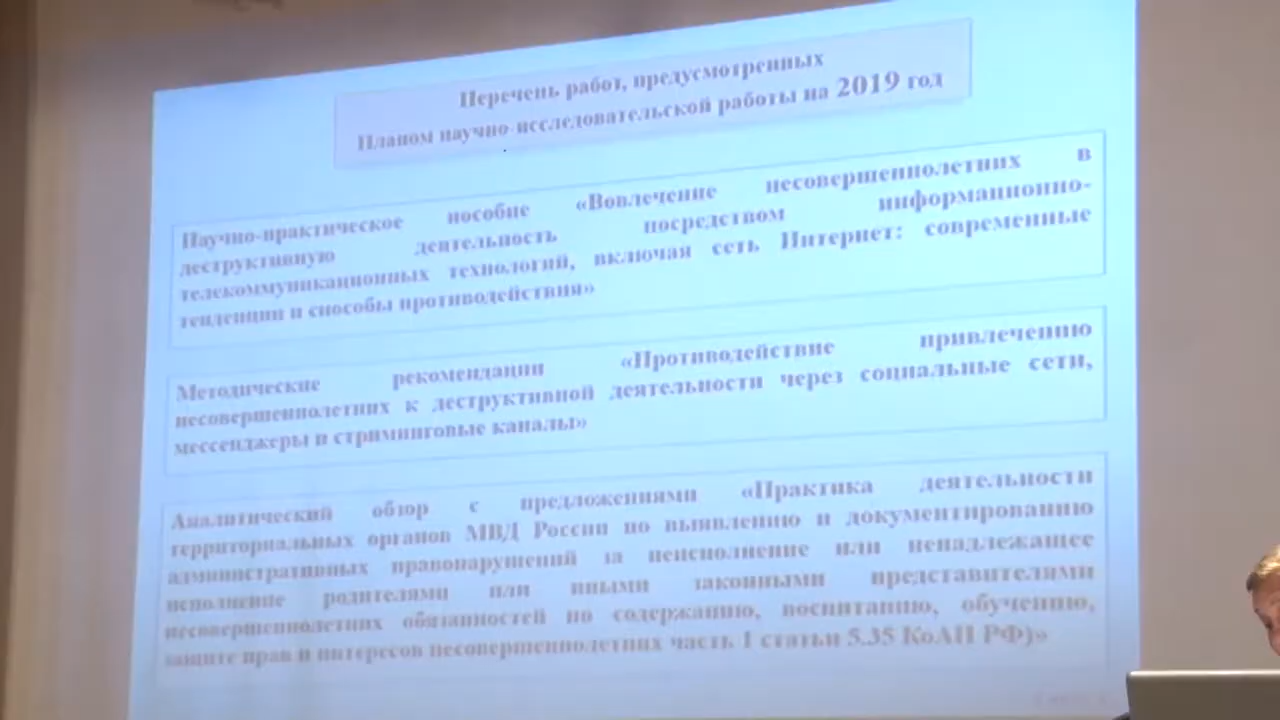 Перечень работ, предусмотренных
Планом научно-исследовательской работы на 2019 год
Научно-практическое пособие «Вовлечение несовершеннолетних в
деструктивную деятельность посредством информационно-
телекоммуникационных технологий, включая сеть Интернет: современные
тенденции и способы противодействия»
Методические рекомендации «Противодействие привлечению
несовершеннолетних к деструктивной деятельности через социальные сети,
мессенджеры и стриминговые каналы»
Аналитический обзор с предложениями «Практика деятельности
территориальных органов МВД России по выявлению и документированию
административных правонарушений за неисполнение или ненадлежащее
исполнение родителями или иными законными представителями
несовершеннолетних обязанностей по содержанию, воспитанию, обучению,
защите прав и интересов несовершеннолетних часть 1 статьи 5.35 КоАП РФ)»